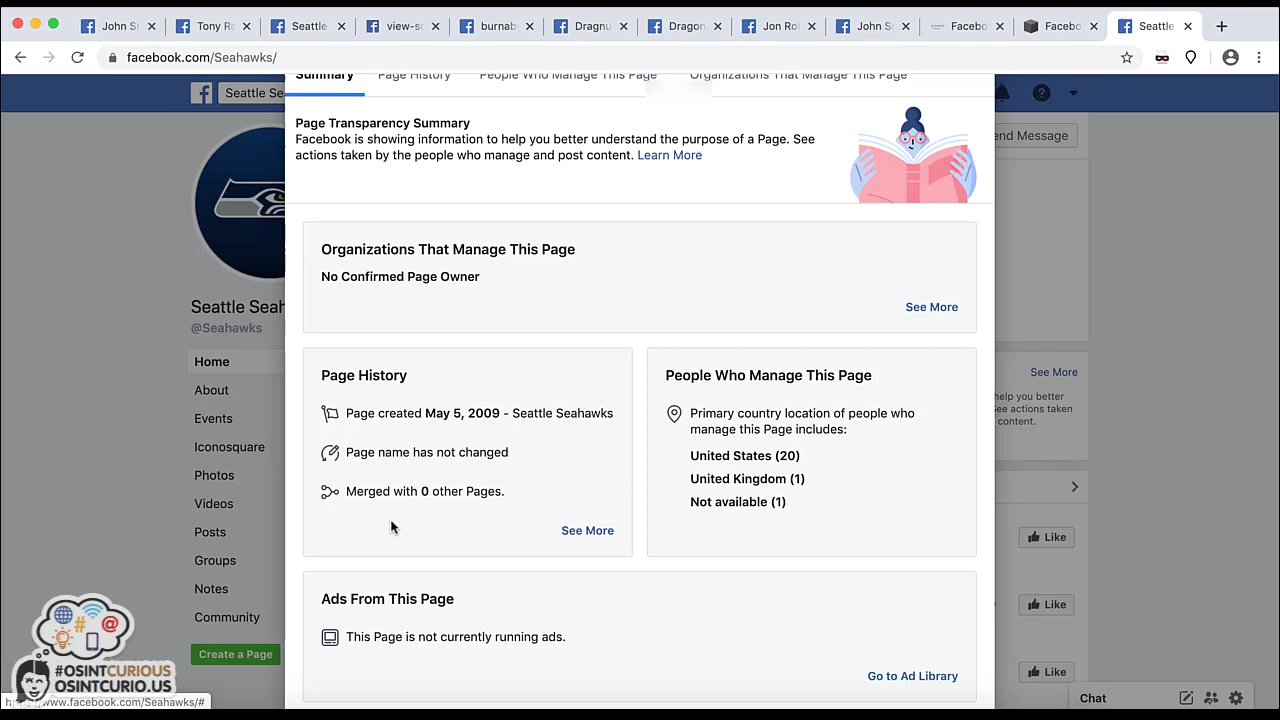 John S
Tony R
Seattle
view-sc
burnab
Dragnu
Dragon
Jon Rol
John S
Facebo
Facebo
Seattle
facebook.com/Seahawks/
Summary
Page History
People Who Manage This Page
Organizations That Manage This Page
Seattle Se
Page Transparency Summary
Facebook is showing information to help you better understand the purpose of a Page. See
actions taken by the people who manage and post content. Learn More
end Message
Organizations That Manage This Page
No Confirmed Page Owner
See More
Seattle Seah
@Seahawks
Home
About
Events
Iconosquare
Photos
Videos
Posts
Groups
Notes
Community
Create a Page
Page History
Page created May 5, 2009 - Seattle Seahawks
Page name has not changed
Merged with 0 other Pages.
See More
People Who Manage This Page
Primary country location of people who
manage this Page includes:
United States (20)
United Kingdom (1)
Not available (1)
See More
help you better
See actions taken
content.
Like
Like
Like
Ads From This Page
This Page is not currently running ads.
Go to Ad Library
Chat
#OSINTCURIOUS
OSINTCURIO.US
www.facebook.com/Seahawks/#